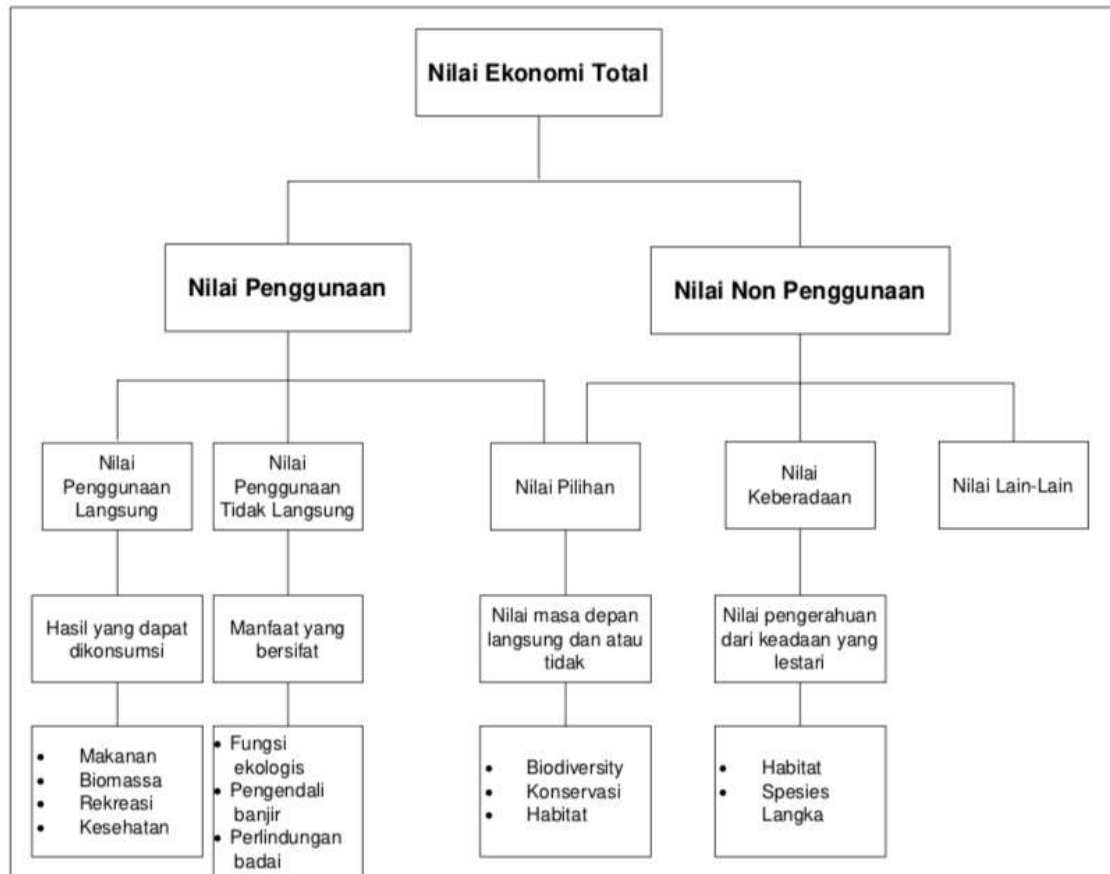 Nilai Ekonomi Total
Nilai Penggunaan
Nilai Non Penggunaan
Nilai
Penggunaan
Langsung
Nilai
Penggunaan
Tidak Langsung
Nilai Pilihan
Nilai
Keberadaan
Nilai Lain-Lain
Hasil yang dapat
dikonsumsi
Manfaat yang
bersifat
Nilai masa depan
langsung dan atau
tidak
Nilai pengerahuan
dari keadaan yang
lestari
• Makanan
• Biomassa
• Rekreasi
• Kesehatan
• Fungsi
ekologis
• Pengendali
banjir
• Perlindungan
badai
• Biodiversity
• Konservasi
• Habitat
• Habitat
• Spesies
Langka